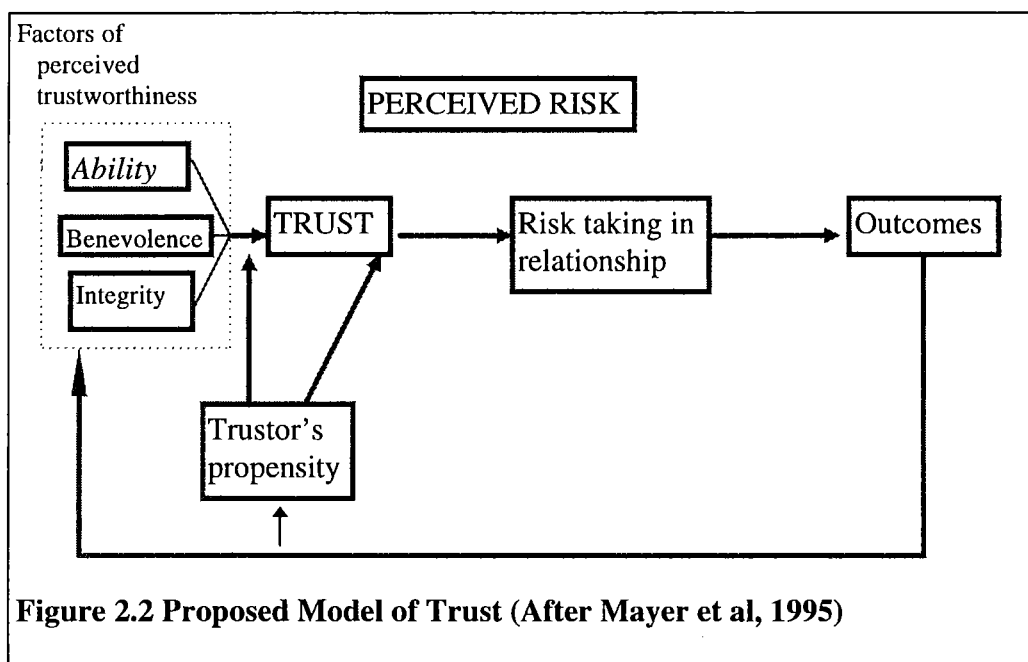 Factors of
perceived
trustworthiness
PERCEIVED RISK
Ability
Benevolence
Integrity
TRUST
Risk taking in
relationship
Outcomes
Trustor's
propensity
Figure 2.2 Proposed Model of Trust (After Mayer et al, 1995)